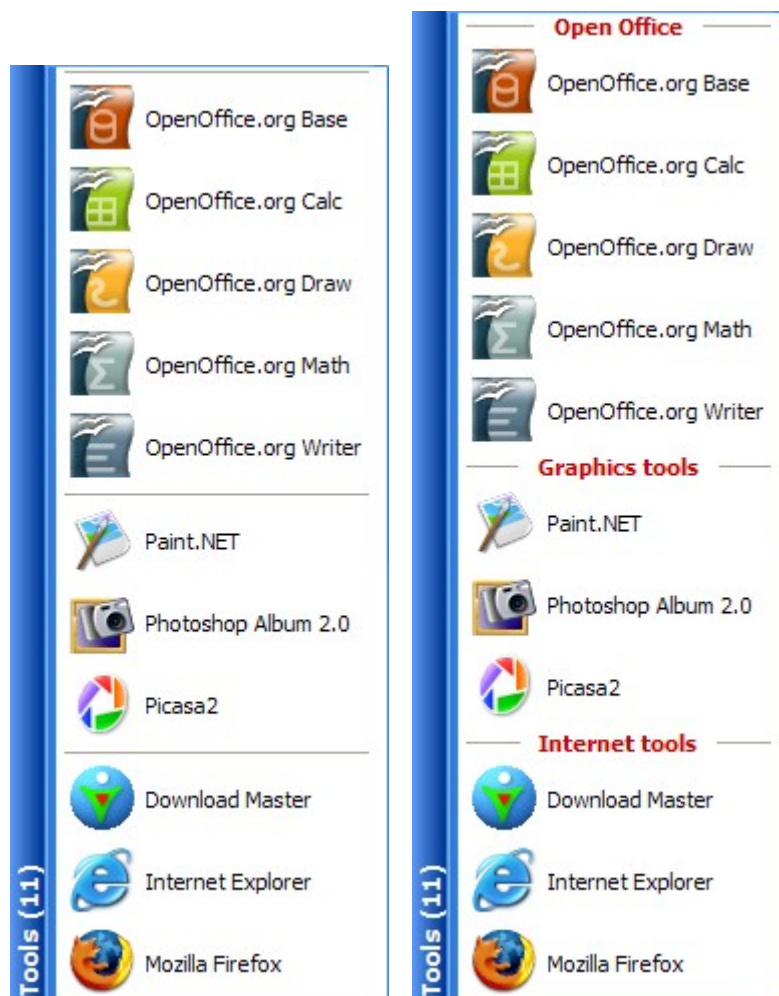 OpenOffice.org Base
OpenOffice.org Calc
OpenOffice.org Draw
OpenOffice.org Math
OpenOffice.org Writer
Paint.NET
Photoshop Album 2.0
Picasa2
Download Master
Internet Explorer
Mozilla Firefox
Tools (11)
Open Office
OpenOffice.org Base
OpenOffice.org Calc
OpenOffice.org Draw
OpenOffice.org Math
OpenOffice.org Writer
Graphics tools
Paint.NET
Photoshop Album 2.0
Picasa2
Internet tools
Download Master
Internet Explorer
Mozilla Firefox
Tools (11)